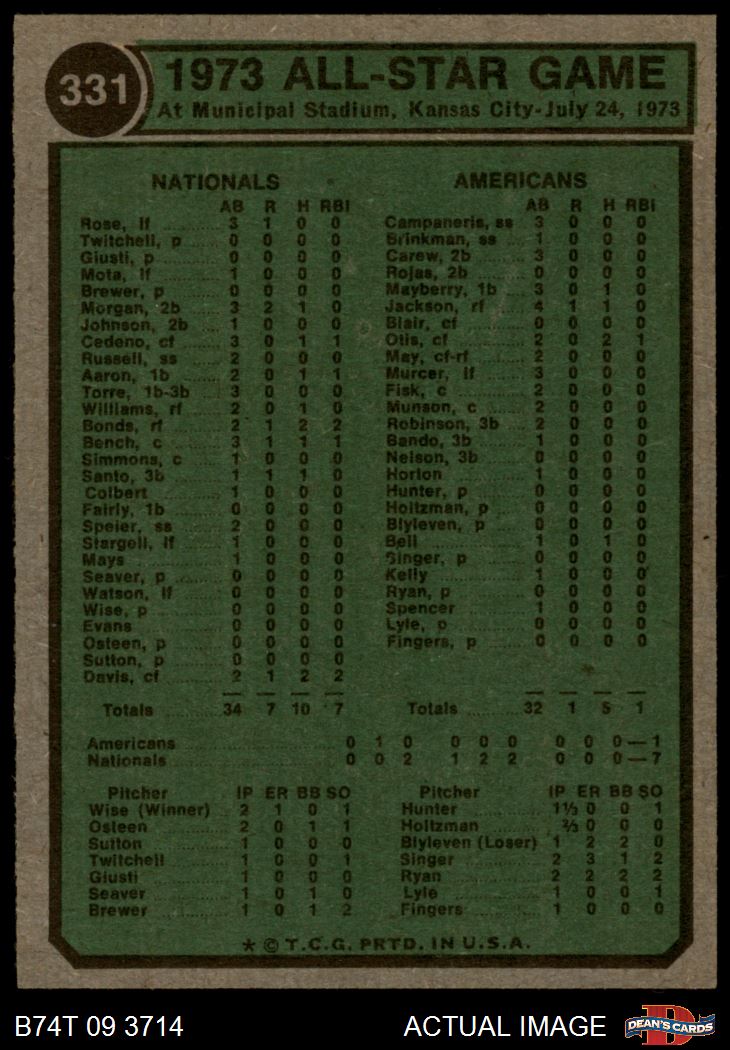 331
1973 ALL-STAR GAME
At Municipal Stadium, Kansas City-July 24, 1973
NATIONALS
AB R H RBI
Rose, lf 3 1 0 0
Twitchell, p 0 0 0 0
Giusti, p 0 0 0 0
Mota, lf 1 0 0 0
Brewer, p 0 0 0 0
Morgan, 2b 3 2 1 0
Johnson, 2b 1 0 0 0
Cedeno, cf 3 0 1 1
Russell, ss 2 0 0 0
Aaron, 1b 2 0 1 1
Torre, 1b-3b 3 0 0 0
Williams, rf 2 0 1 0
Bonds, rf 2 1 2 2
Bench, c 3 1 1 1
Simmons, c 1 0 0 0
Santo, 3b 1 1 1 0
Colbert 1 0 0 0
Fairly, 1b 0 0 0 0
Speier, ss 2 0 0 0
Stargell, lf 1 0 0 0
Mays 1 0 0 0
Seaver, p 0 0 0 0
Watson, lf 0 0 0 0
Wise, p 0 0 0 0
Evans 0 0 0 0
Osteen, p 0 0 0 0
Sutton, p 0 0 0 0
Davis, cf 2 1 2 2
Totals 34 7 10 7
AMERICANS
AB R H RBI
Campaneris, ss 3 0 0 0
Brinkman, ss 1 0 0 0
Carew, 2b 3 0 0 0
Rojas, 2b 0 0 0 0
Mayberry, 1b 3 0 1 0
Jackson, rf 4 1 1 0
Blair, cf 0 0 0 0
Otis, cf 2 0 2 1
May, cf-rf 2 0 0 0
Murcer, lf 3 0 0 0
Fisk, c 2 0 0 0
Munson, c 2 0 0 0
Robinson, 3b 2 0 0 0
Bando, 3b 1 0 0 0
Nelson, 3b 0 0 0 0
Horton 1 0 0 0
Hunter, p 0 0 0 0
Holtzman, p 0 0 0 0
Blyleven, p 0 0 0 0
Bell 1 0 1 0
Singer, p 0 0 0 0
Kelly 1 0 0 0
Ryan, p 0 0 0 0
Spencer 1 0 0 0
Lyle, p 0 0 0 0
Fingers, p 0 0 0 0
Totals 32 1 5 1
Americans 0 1 0 0 0 0 0 0 0—1
Nationals 0 0 2 1 2 2 0 0 0—7
Pitcher IP ER BB SO
Wise (Winner) 2 1 0 1
Osteen 2 0 1 1
Sutton 1 0 0 0
Twitchell 1 0 0 1
Giusti 1 0 0 0
Seaver 1 0 1 0
Brewer 1 0 1 2
Pitcher IP ER BB SO
Hunter 1⅓ 0 0 1
Holtzman ⅔ 0 0 0
Blyleven (Loser) 1 2 2 0
Singer 2 3 1 2
Ryan 2 2 2 2
Lyle 1 0 0 1
Fingers 1 0 0 0
* © T.C.G. PRTD. IN U.S.A.
B74T 09 3714
ACTUAL IMAGE
D
DEAN'S CARDS